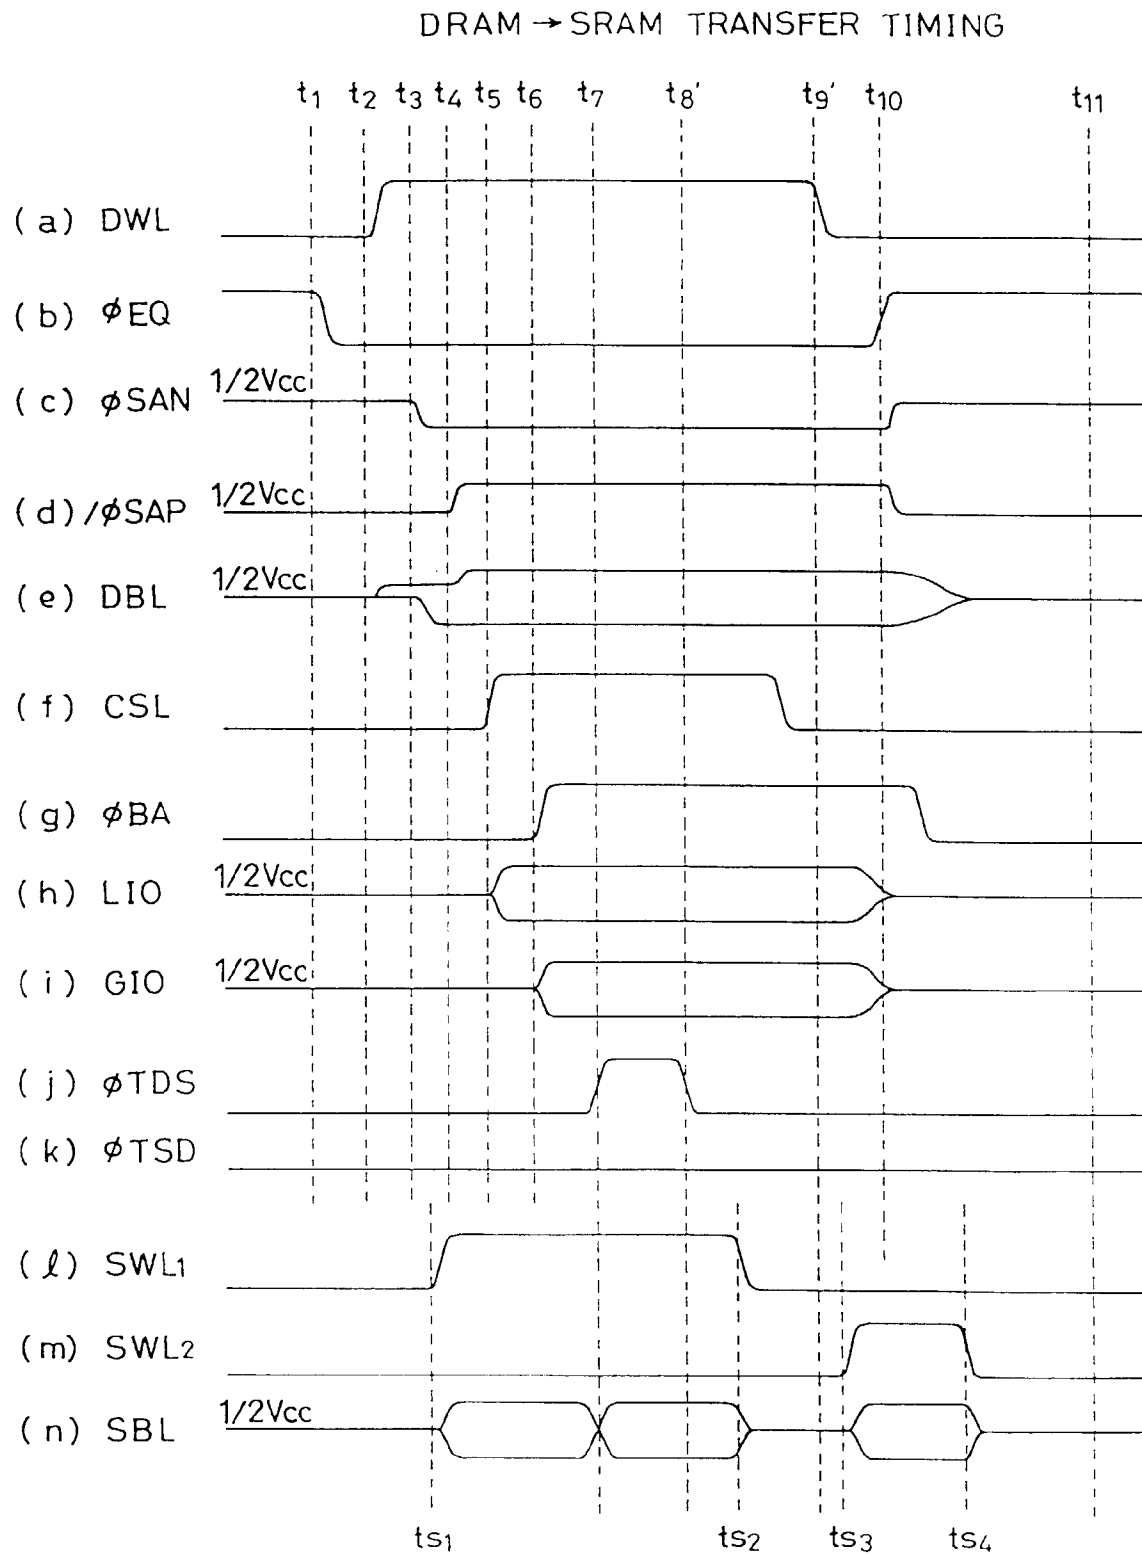 DRAM → SRAM TRANSFER TIMING
t1 t2 t3 t4 t5 t6 t7 t8' t9' t10 t11
(a) DWL
(b) ϕEQ
1/2Vcc
(c) ϕSAN
1/2Vcc
(d) /ϕSAP
1/2Vcc
(e) DBL
(f) CSL
(g) ϕBA
1/2Vcc
(h) LIO
1/2Vcc
(i) GIO
(j) ϕTDS
(k) ϕTSD
(ℓ) SWL1
(m) SWL2
1/2Vcc
(n) SBL
ts1 ts2 ts3 ts4